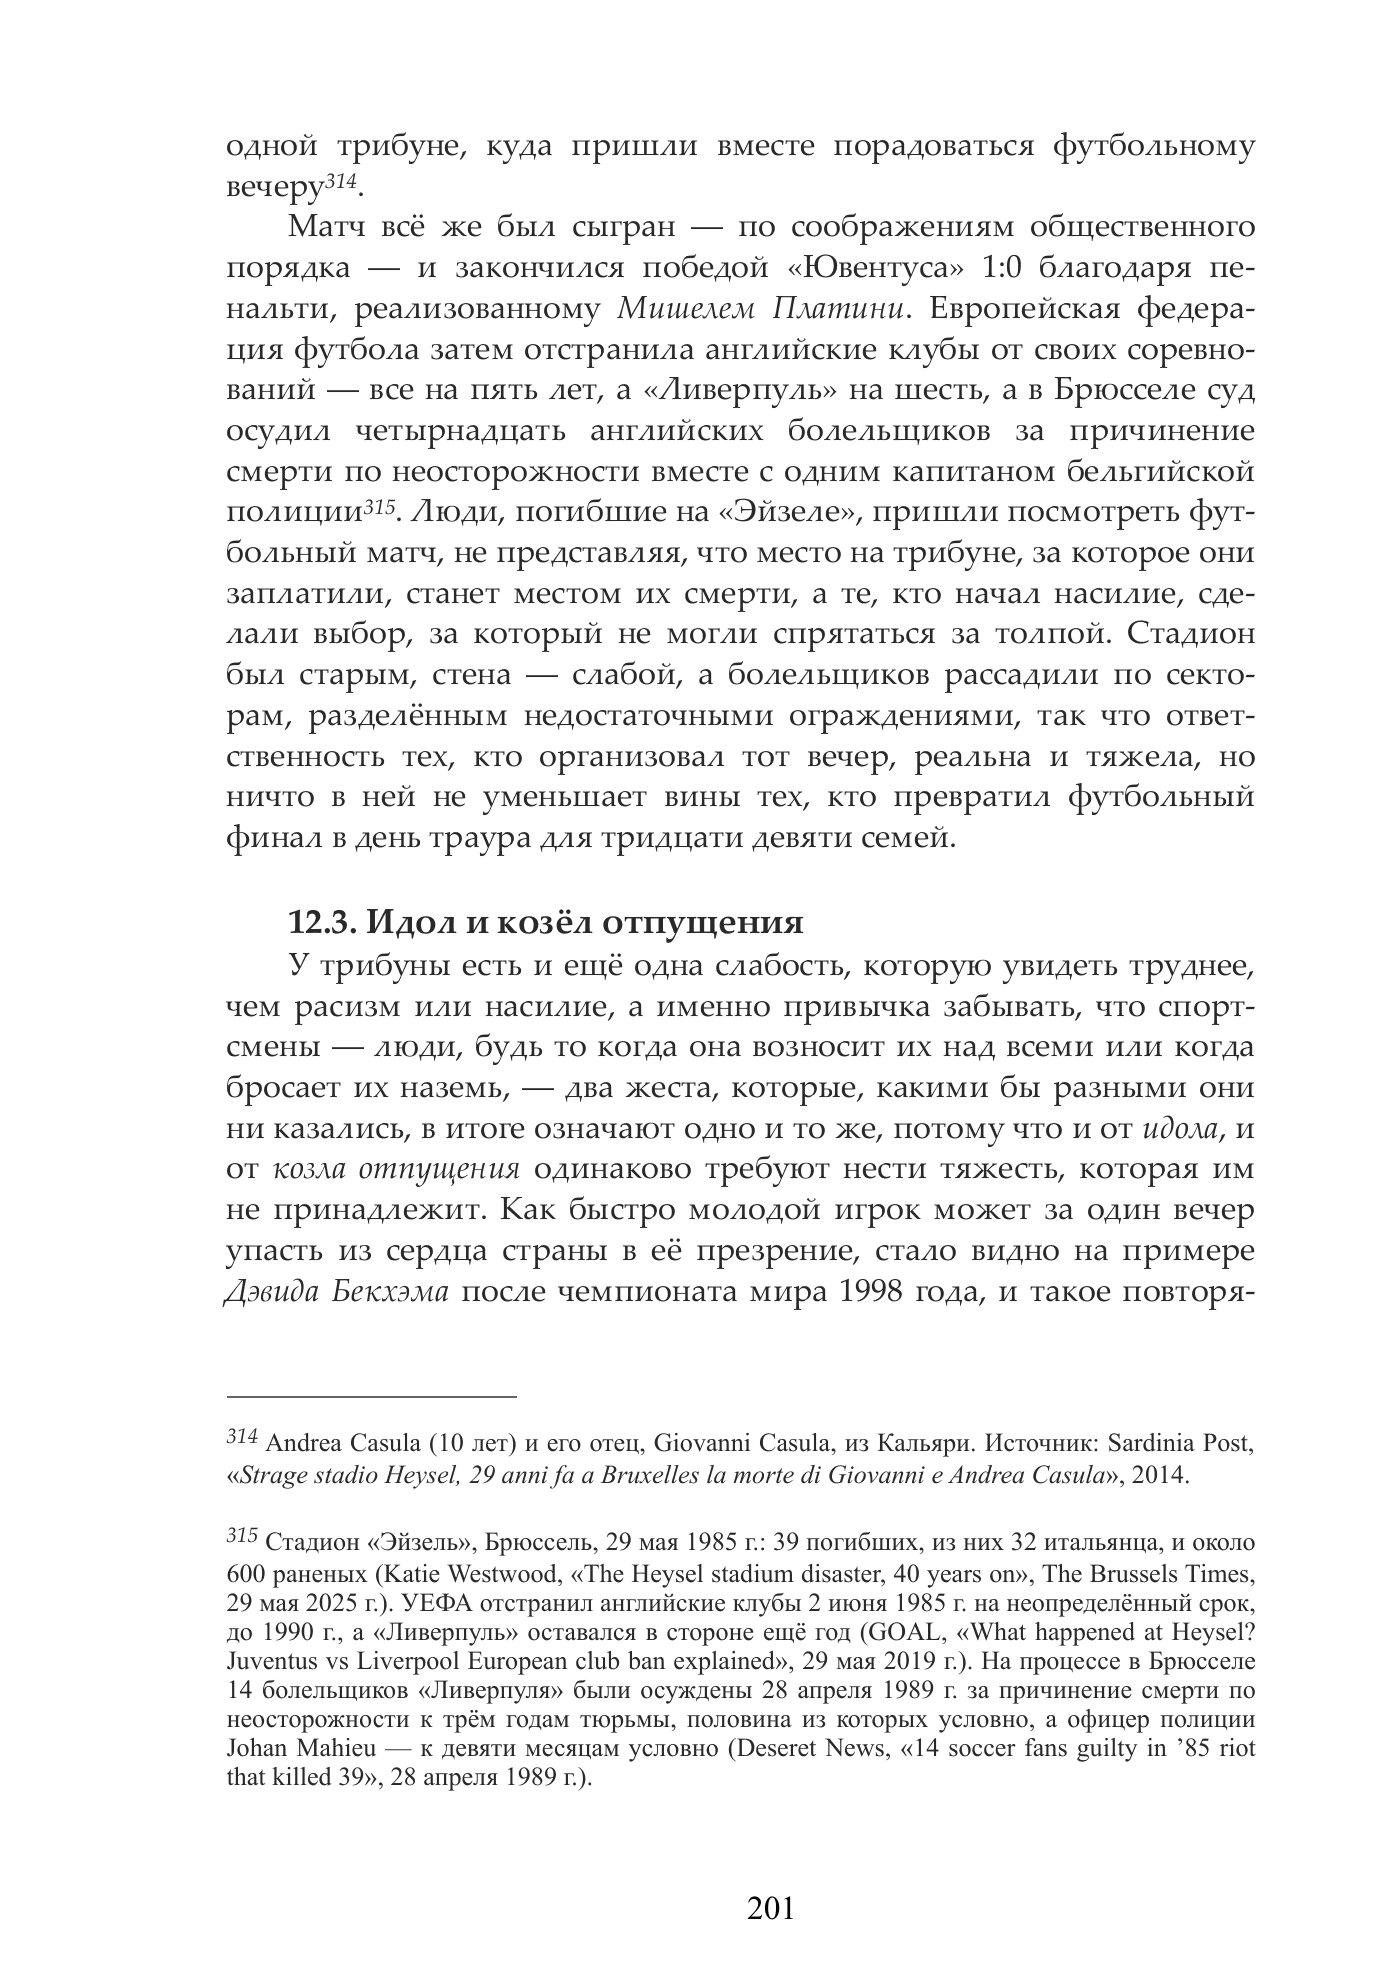 одной трибуне, куда пришли вместе порадоваться футбольному
вечеру314.
Матч всё же был сыгран — по соображениям общественного
порядка — и закончился победой «Ювентуса» 1:0 благодаря пе-
нальти, реализованному Мишелем Платини. Европейская федера-
ция футбола затем отстранила английские клубы от своих соревно-
ваний — все на пять лет, а «Ливерпуль» на шесть, а в Брюсселе суд
осудил четырнадцать английских болельщиков за причинение
смерти по неосторожности вместе с одним капитаном бельгийской
полиции315. Люди, погибшие на «Эйзеле», пришли посмотреть фут-
больный матч, не представляя, что место на трибуне, за которое они
заплатили, станет местом их смерти, а те, кто начал насилие, сде-
лали выбор, за который не могли спрятаться за толпой. Стадион
был старым, стена — слабой, а болельщиков рассадили по секто-
рам, разделённым недостаточными ограждениями, так что ответ-
ственность тех, кто организовал тот вечер, реальна и тяжела, но
ничто в ней не уменьшает вины тех, кто превратил футбольный
финал в день траура для тридцати девяти семей.
12.3. Идол и козёл отпущения
У трибуны есть и ещё одна слабость, которую увидеть труднее,
чем расизм или насилие, а именно привычка забывать, что спорт-
смены — люди, будь то когда она возносит их над всеми или когда
бросает их наземь, — два жеста, которые, какими бы разными они
ни казались, в итоге означают одно и то же, потому что и от идола, и
от козла отпущения одинаково требуют нести тяжесть, которая им
не принадлежит. Как быстро молодой игрок может за один вечер
упасть из сердца страны в её презрение, стало видно на примере
Дэвида Бекхэма после чемпионата мира 1998 года, и такое повторя-
314 Andrea Casula (10 лет) и его отец, Giovanni Casula, из Кальяри. Источник: Sardinia Post,
«Strage stadio Heysel, 29 anni fa a Bruxelles la morte di Giovanni e Andrea Casula», 2014.
315 Стадион «Эйзель», Брюссель, 29 мая 1985 г.: 39 погибших, из них 32 итальянца, и около
600 раненых (Katie Westwood, «The Heysel stadium disaster, 40 years on», The Brussels Times,
29 мая 2025 г.). УЕФА отстранил английские клубы 2 июня 1985 г. на неопределённый срок,
до 1990 г., а «Ливерпуль» оставался в стороне ещё год (GOAL, «What happened at Heysel?
Juventus vs Liverpool European club ban explained», 29 мая 2019 г.). На процессе в Брюсселе
14 болельщиков «Ливерпуля» были осуждены 28 апреля 1989 г. за причинение смерти по
неосторожности к трём годам тюрьмы, половина из которых условно, а офицер полиции
Johan Mahieu — к девяти месяцам условно (Deseret News, «14 soccer fans guilty in ’85 riot
that killed 39», 28 апреля 1989 г.).
201